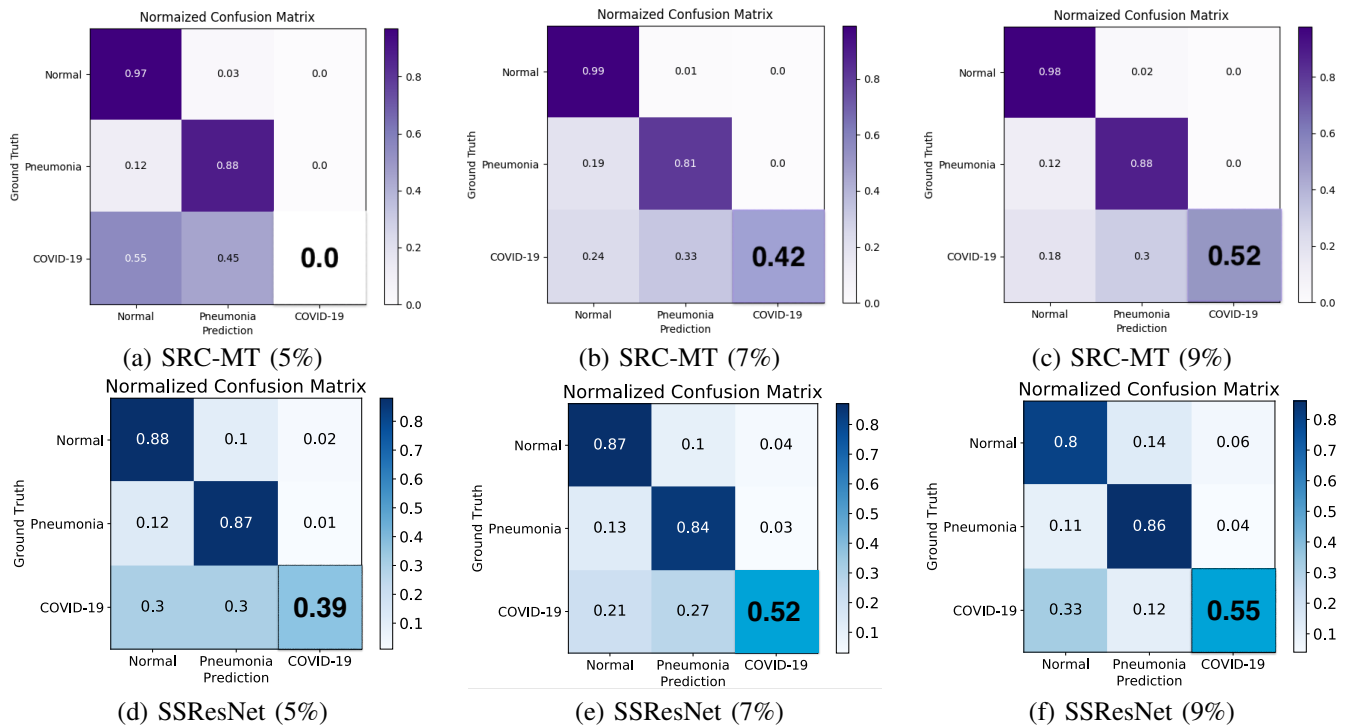 Normaized Confusion Matrix
Normal 0.97 0.03 0.0
Pneumonia 0.12 0.88 0.0
COVID-19 0.55 0.45 0.0
Ground Truth
Normal Pneumonia COVID-19
Prediction
0.8
0.6
0.4
0.2
0.0
(a) SRC-MT (5%)
Normaized Confusion Matrix
Normal 0.99 0.01 0.0
Pneumonia 0.19 0.81 0.0
COVID-19 0.24 0.33 0.42
Ground Truth
Normal Pneumonia COVID-19
Prediction
0.8
0.6
0.4
0.2
0.0
(b) SRC-MT (7%)
Normaized Confusion Matrix
Normal 0.98 0.02 0.0
Pneumonia 0.12 0.88 0.0
COVID-19 0.18 0.3 0.52
Ground Truth
Normal Pneumonia COVID-19
Prediction
0.8
0.6
0.4
0.2
0.0
(c) SRC-MT (9%)
Normalized Confusion Matrix
Normal 0.88 0.1 0.02
Pneumonia 0.12 0.87 0.01
COVID-19 0.3 0.3 0.39
Ground Truth
Normal Pneumonia COVID-19
Prediction
0.8
0.7
0.6
0.5
0.4
0.3
0.2
0.1
(d) SSResNet (5%)
Normalized Confusion Matrix
Normal 0.87 0.1 0.04
Pneumonia 0.13 0.84 0.03
COVID-19 0.21 0.27 0.52
Ground Truth
Normal Pneumonia COVID-19
Prediction
0.8
0.7
0.6
0.5
0.4
0.3
0.2
0.1
(e) SSResNet (7%)
Normalized Confusion Matrix
Normal 0.8 0.14 0.06
Pneumonia 0.11 0.86 0.04
COVID-19 0.33 0.12 0.55
Ground Truth
Normal Pneumonia COVID-19
Prediction
0.8
0.7
0.6
0.5
0.4
0.3
0.2
0.1
(f) SSResNet (9%)